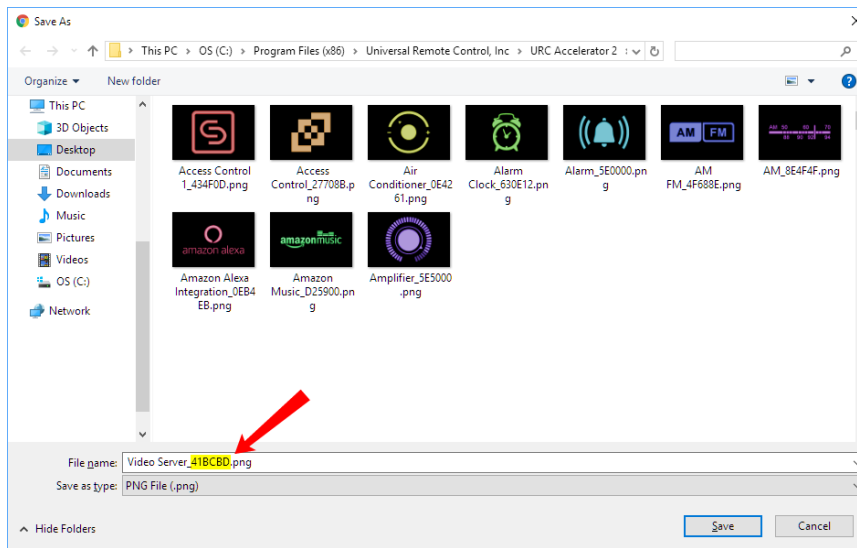 Save As
This PC > OS (C:) > Program Files (x86) > Universal Remote Control, Inc > URC Accelerator 2
Organize
New folder
?
This PC
3D Objects
Desktop
Documents
Downloads
Music
Pictures
Videos
OS (C:)
Network
S
AM FM
AM 50 60 70
amazon alexa
amazonmusic
Access Control
1_434F0D.png
Access
Control_27708B.p
ng
Air
Conditioner_0E42
61.png
Alarm
Clock_630E12.pn
g
Alarm_5E0000.pn
g
AM
FM_4F688E.png
AM_8E4F4F.png
Amazon Alexa
Integration_0EB4
EB.png
Amazon
Music_D25900.pn
g
Amplifier_5E5000
.png
File name: Video Server_41BCBD.png
Save as type: PNG File (.png)
Hide Folders
Save
Cancel